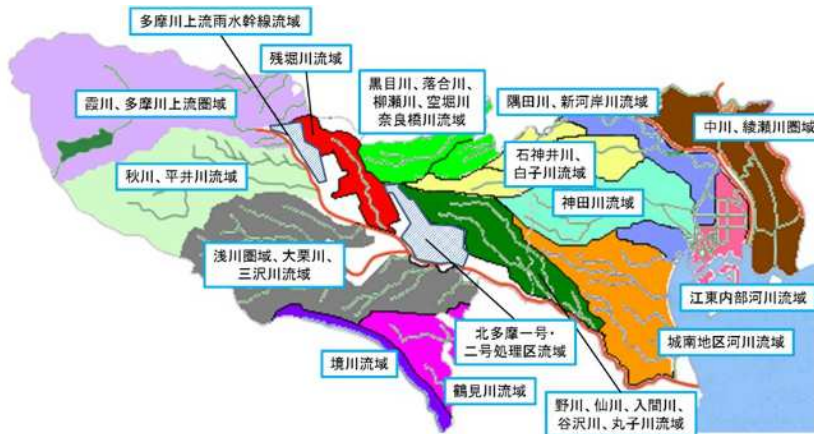 多摩川上流雨水幹線流域
残堀川流域
黒目川、落合川、
柳瀬川、空堀川
奈良橋川流域
隅田川、新河岸川流域
中川、綾瀬川圏域
霞川、多摩川上流圏域
石神井川、
白子川流域
秋川、平井川流域
神田川流域
浅川圏域、大栗川、
三沢川流域
江東内部河川流域
北多摩一号・
二号処理区流域
城南地区河川流域
境川流域
鶴見川流域
野川、仙川、入間川、
谷沢川、丸子川流域